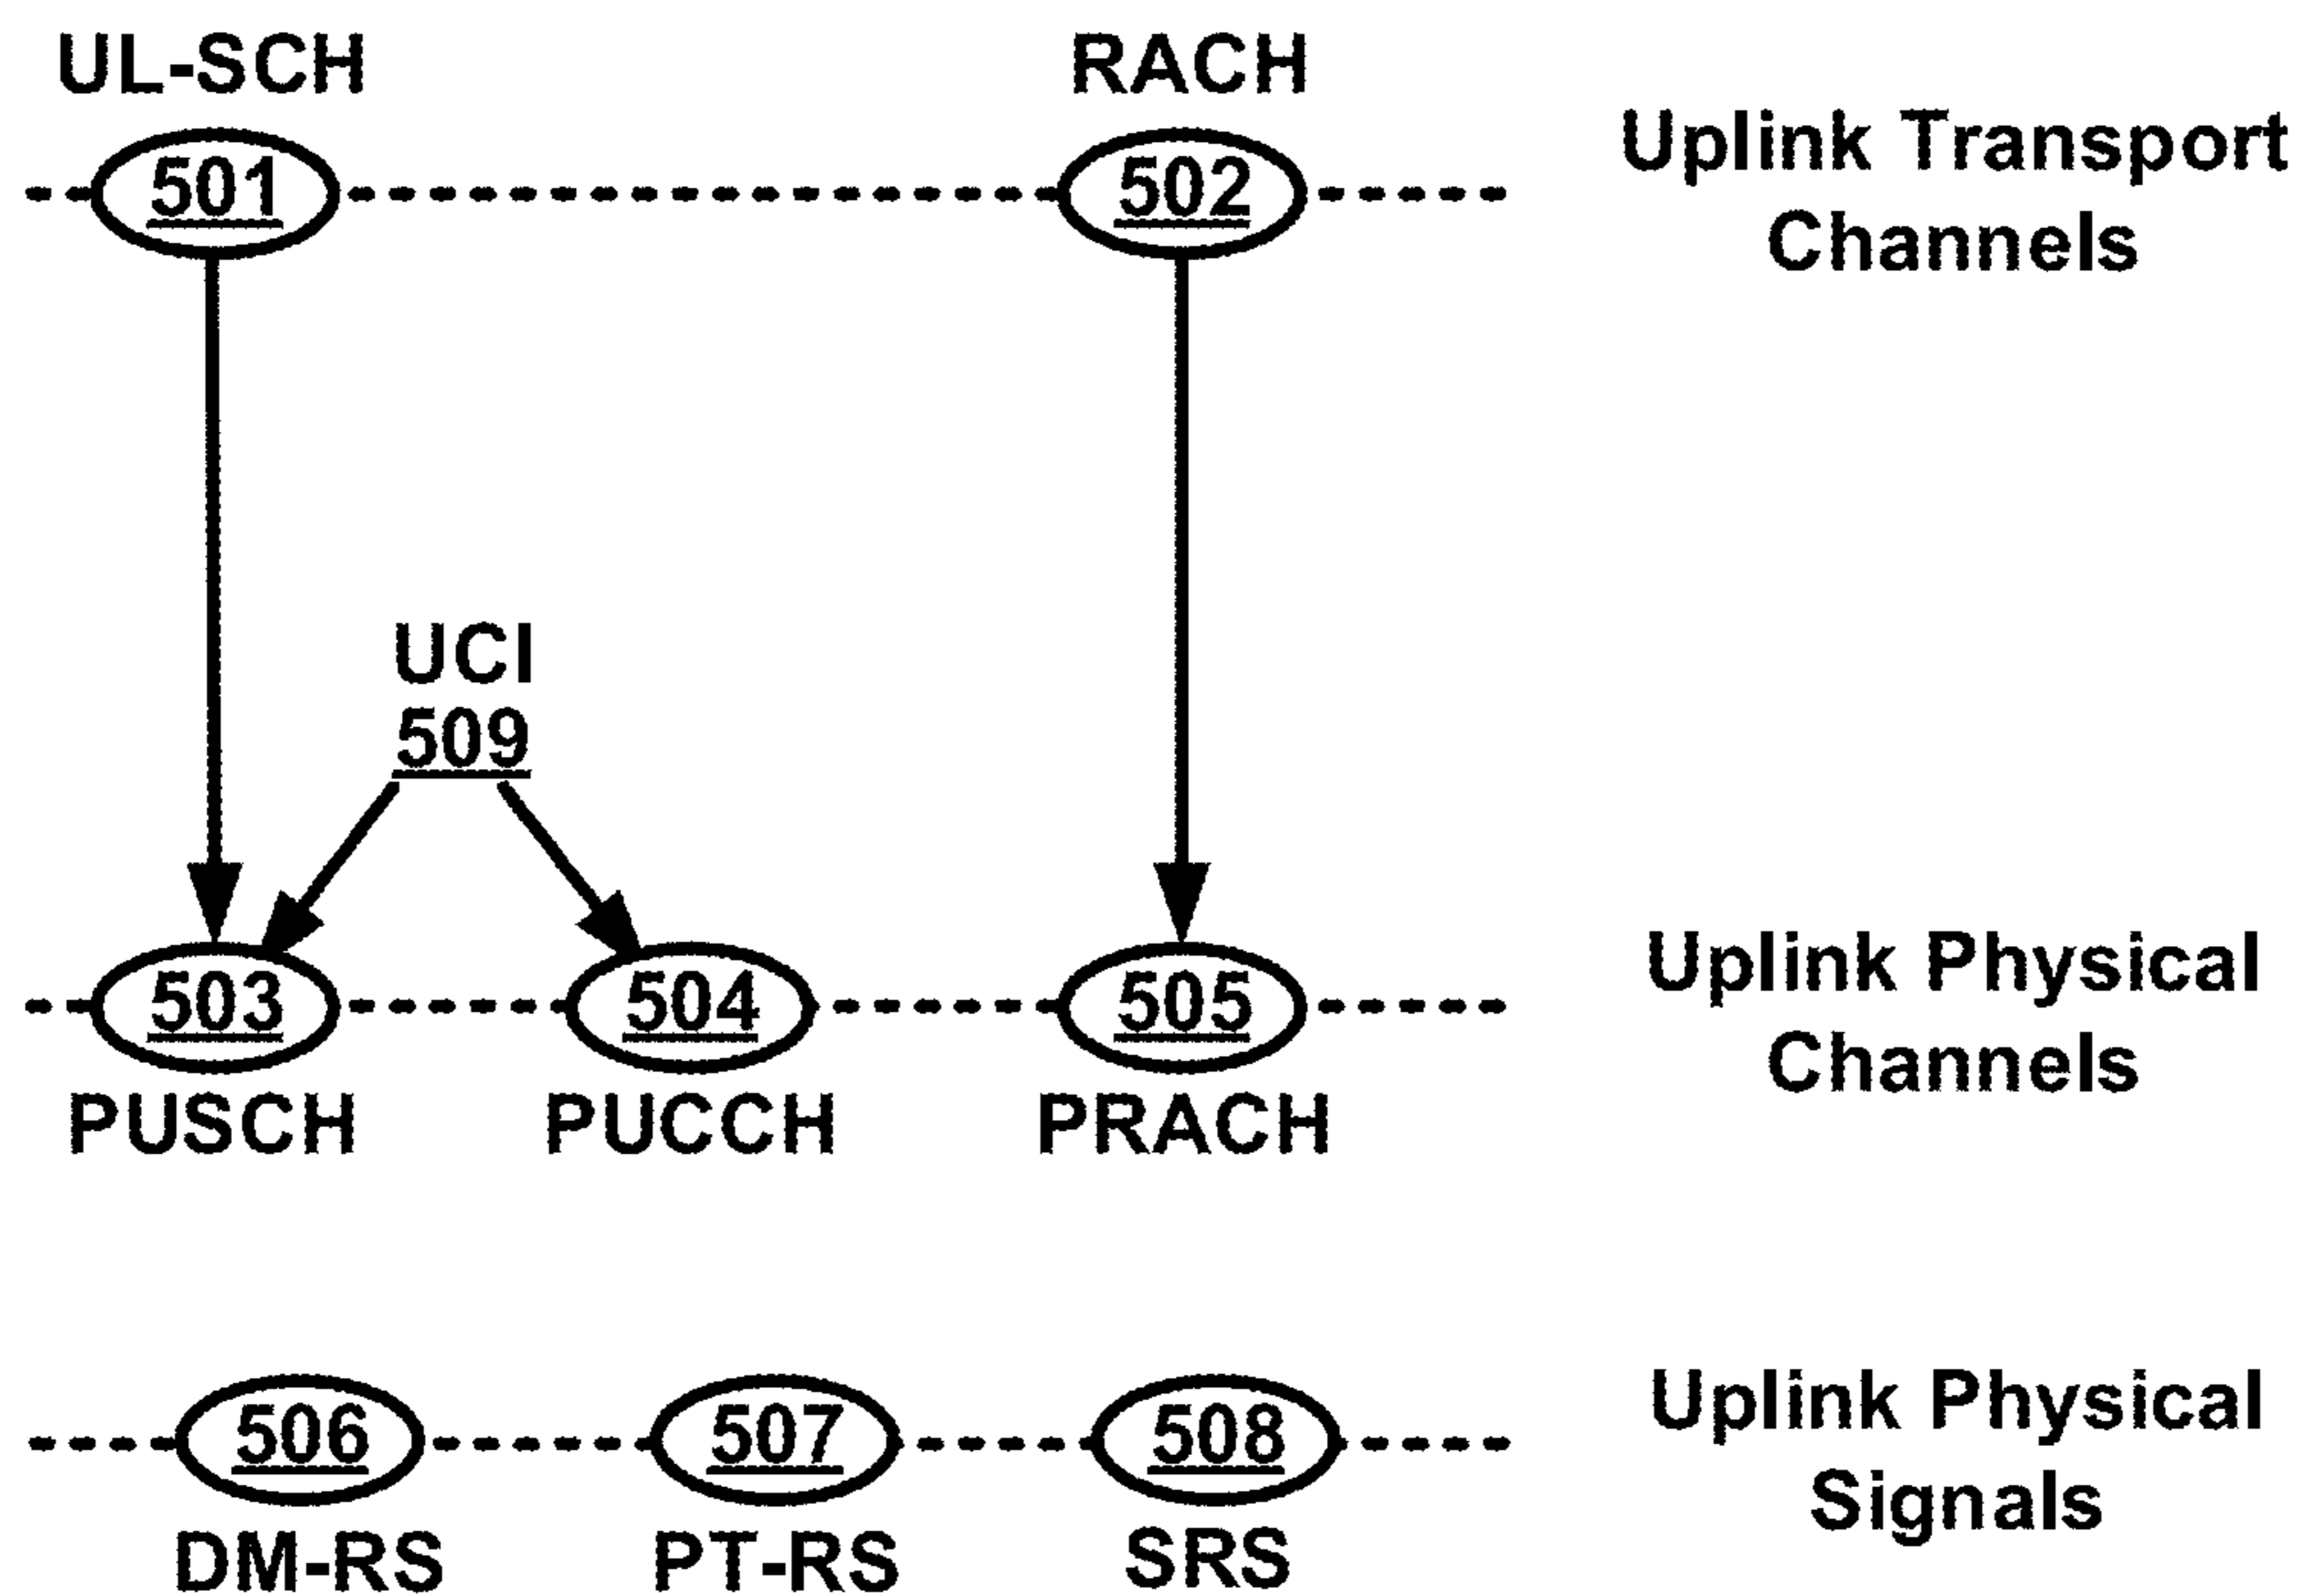 UL-SCH
RACH
501
502
Uplink Transport
Channels
UCI
509
503
504
505
Uplink Physical
Channels
PUSCH
PUCCH
PRACH
506
507
508
Uplink Physical
Signals
DM-RS
PT-RS
SRS